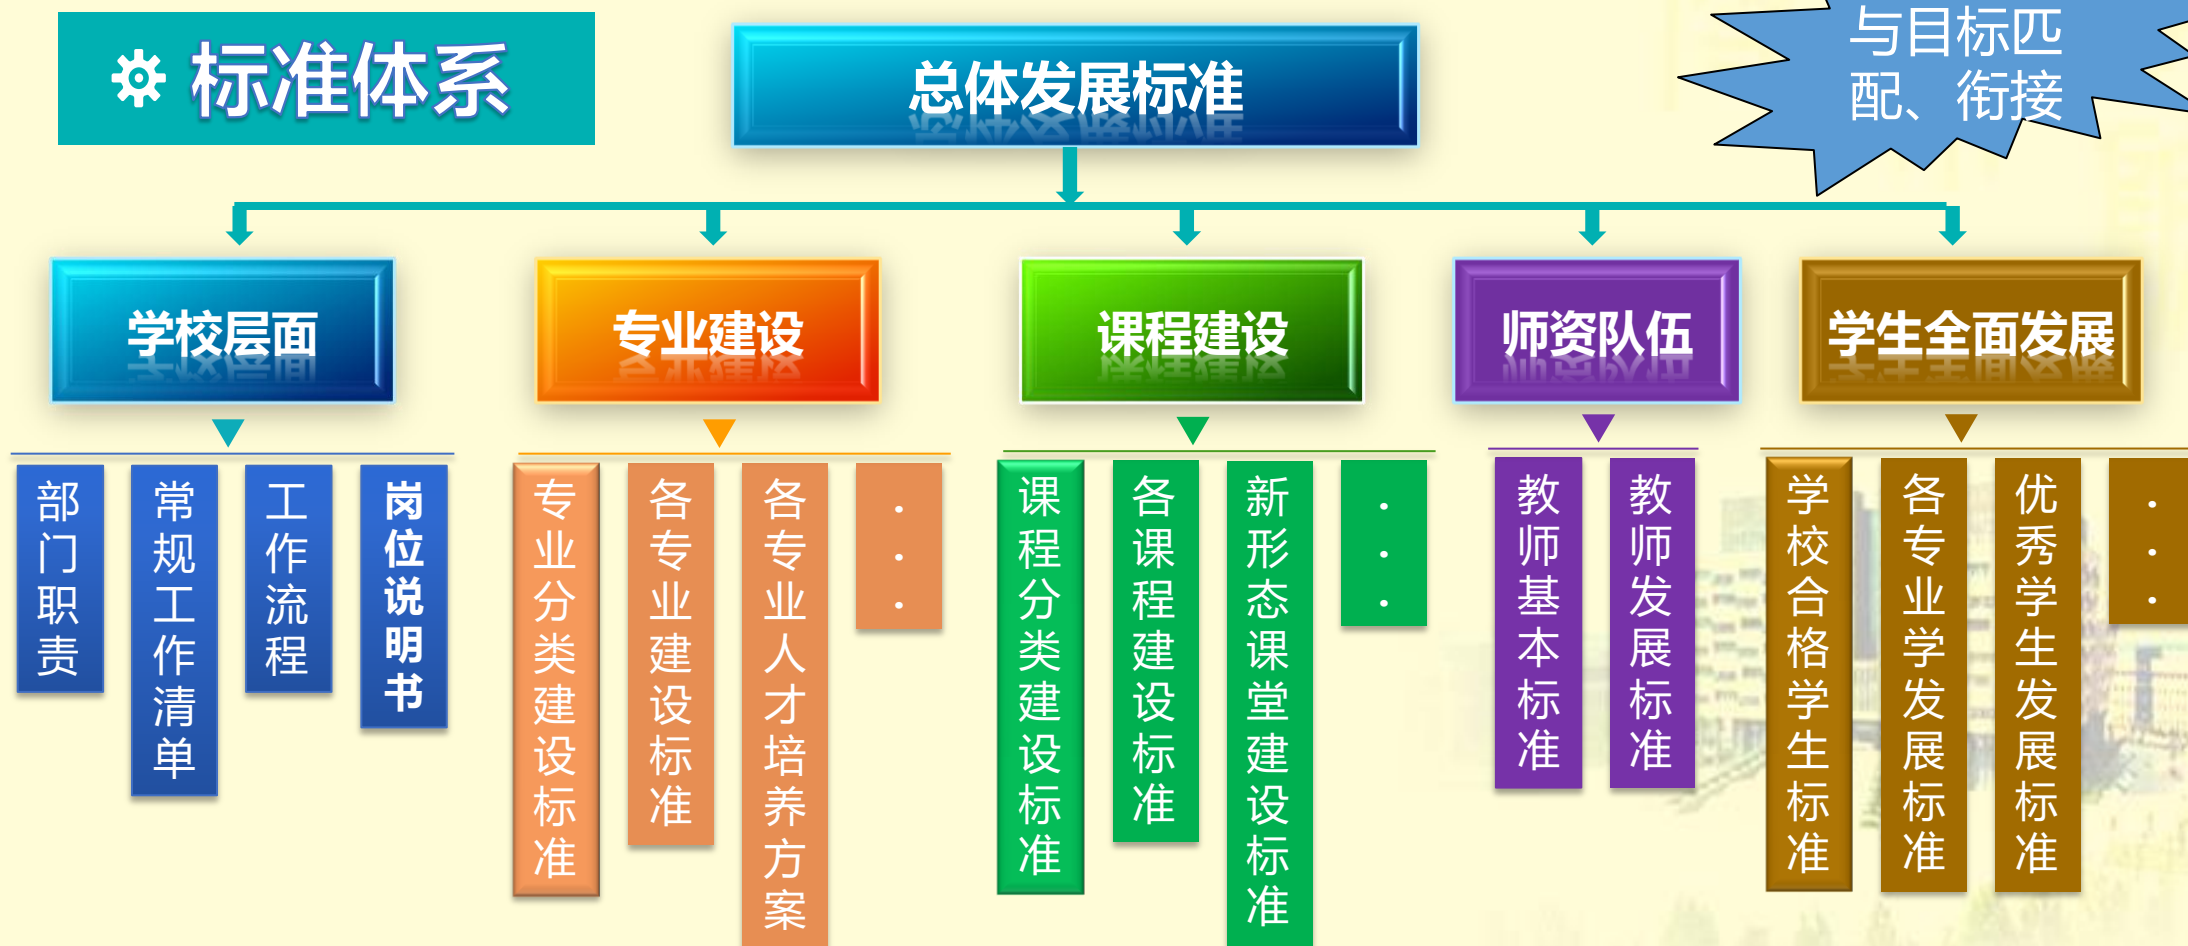 标准体系
总体发展标准
与目标匹
配、衔接
学校层面
专业建设
课程建设
师资队伍
学生全面发展
部门职责
常规工作清单
工作流程
岗位说明书
专业分类建设标准
各专业建设标准
各专业人才培养方案
...
课程分类建设标准
各课程建设标准
新形态课堂建设标准
...
教师基本标准
教师发展标准
学校合格学生标准
各专业学发展标准
优秀学生发展标准
...